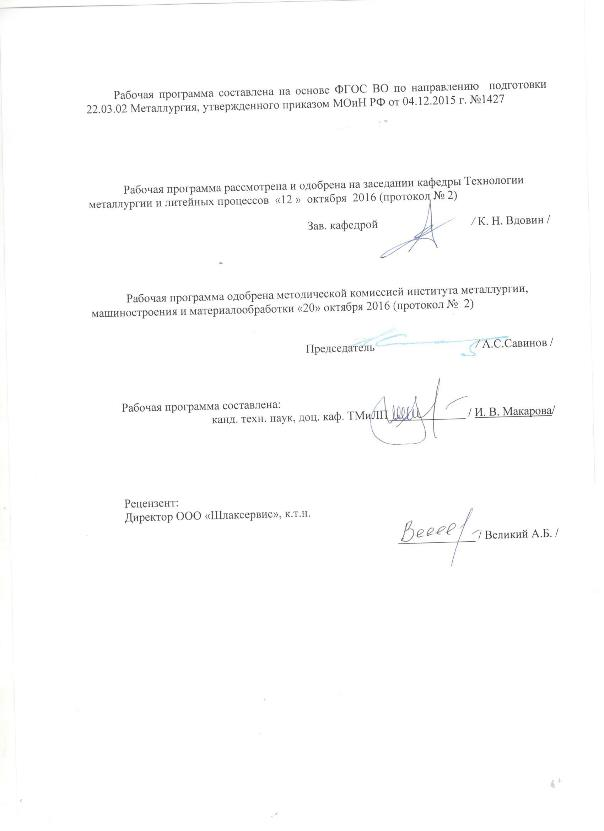 Рабочая программа составлена на основе ФГОС ВО по направлению подготовки
22.03.02 Металлургия, утвержденного приказом МОиН РФ от 04.12.2015 г. №1427
Рабочая программа рассмотрена и одобрена на заседании кафедры Технологии
металлургии и литейных процессов «12 » октября 2016 (протокол № 2)
Зав. кафедрой / К. Н. Вдовин /
Рабочая программа одобрена методической комиссией института металлургии,
машиностроения и материалообработки «20» октября 2016 (протокол № 2)
Председатель / А.С.Савинов /
Рабочая программа составлена:
канд. техн. наук, доц. каф. ТМиЛП / И. В. Макарова/
Рецензент:
Директор ООО «Шлаксервис», к.т.н.
/ Великий А.Б. /